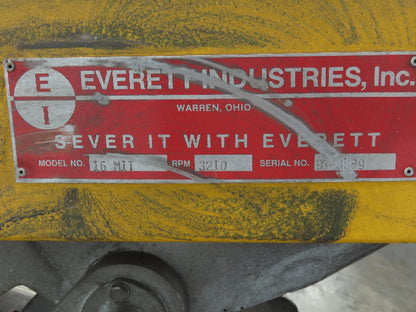 E
I
EVERETT INDUSTRIES, Inc.
WARREN, OHIO
SEVER IT WITH EVERETT
MODEL NO. 16 MIT RPM 3210 SERIAL NO.